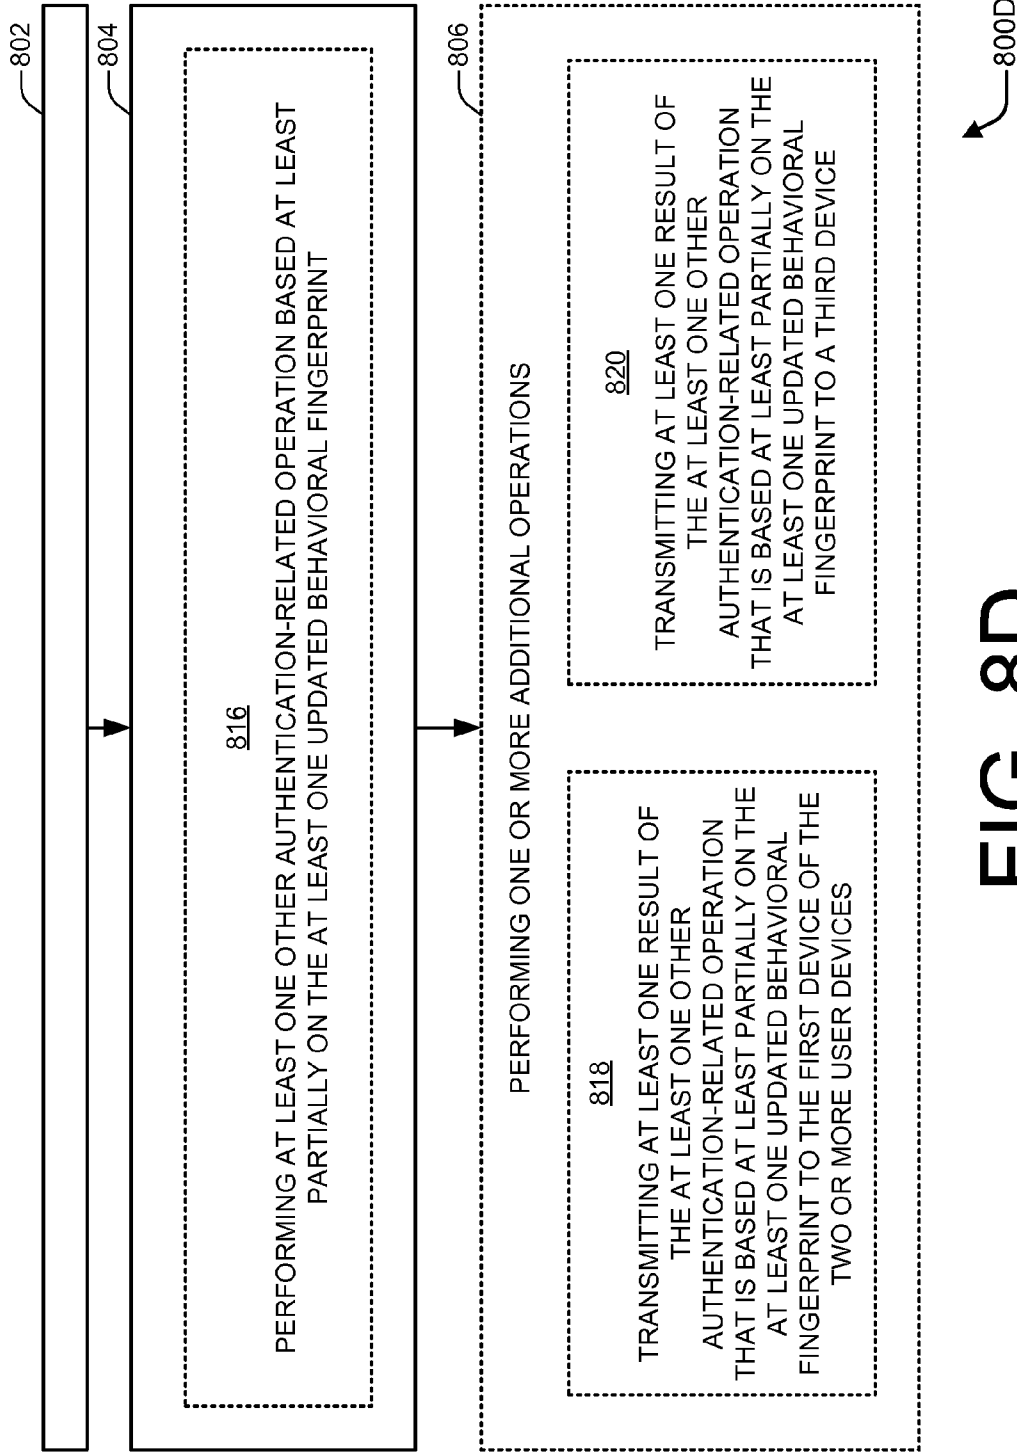 802
804
816
PERFORMING AT LEAST ONE OTHER AUTHENTICATION-RELATED OPERATION BASED AT LEAST
PARTIALLY ON THE AT LEAST ONE UPDATED BEHAVIORAL FINGERPRINT
806
PERFORMING ONE OR MORE ADDITIONAL OPERATIONS
818
TRANSMITTING AT LEAST ONE RESULT OF
THE AT LEAST ONE OTHER
AUTHENTICATION-RELATED OPERATION
THAT IS BASED AT LEAST PARTIALLY ON THE
AT LEAST ONE UPDATED BEHAVIORAL
FINGERPRINT TO THE FIRST DEVICE OF THE
TWO OR MORE USER DEVICES
820
TRANSMITTING AT LEAST ONE RESULT OF
THE AT LEAST ONE OTHER
AUTHENTICATION-RELATED OPERATION
THAT IS BASED AT LEAST PARTIALLY ON THE
AT LEAST ONE UPDATED BEHAVIORAL
FINGERPRINT TO A THIRD DEVICE
800D
FIG. 8D